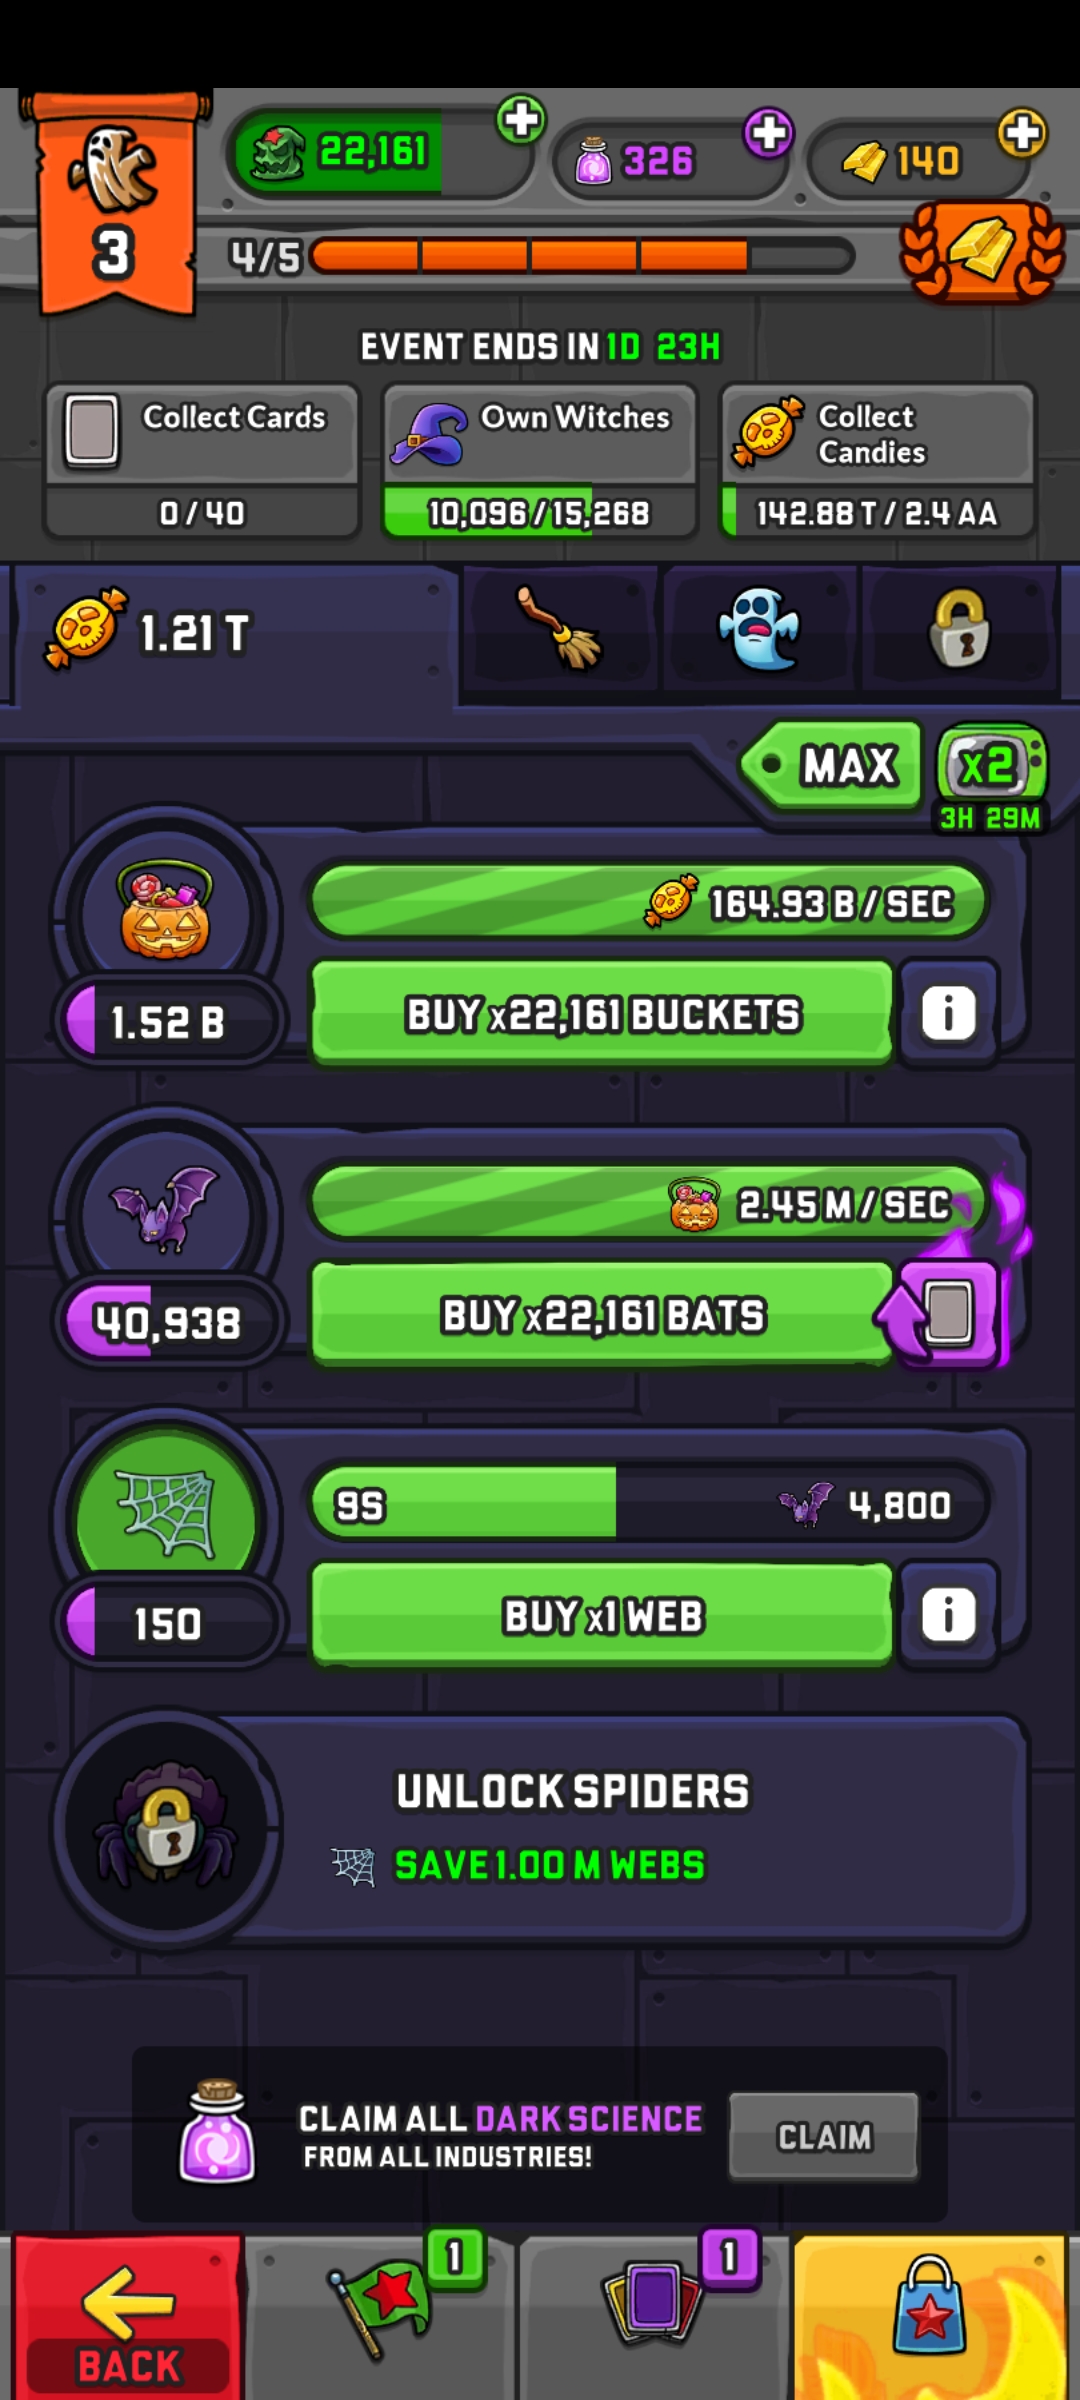 22,161
326
140
3
4/5
EVENT ENDS IN 1D 23H
Collect Cards
0 / 40
Own Witches
10,096 / 15,268
Collect
Candies
142.88 T / 2.4 AA
1.21 T
MAX
x2
3H 29M
164.93 B / SEC
1.52 B
BUY x22,161 BUCKETS
i
2.45 M / SEC
40,938
BUY x22,161 BATS
9S
4,800
150
BUY x1 WEB
i
UNLOCK SPIDERS
SAVE 1.00 M WEBS
CLAIM ALL DARK SCIENCE
FROM ALL INDUSTRIES!
CLAIM
BACK
1
1